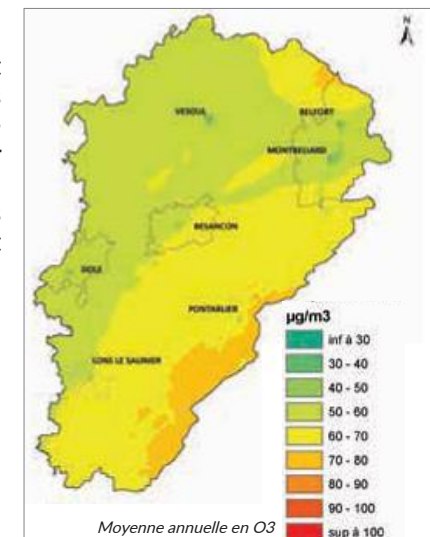 N
VESOUL
BELFORT
MONTBELIARD
BESANCON
DOLE
PONTARLIER
LONS LE SAUNIER
µg/m3
inf à 30
30 - 40
40 - 50
50 - 60
60 - 70
70 - 80
80 - 90
90 - 100
sup à 100
Moyenne annuelle en O3